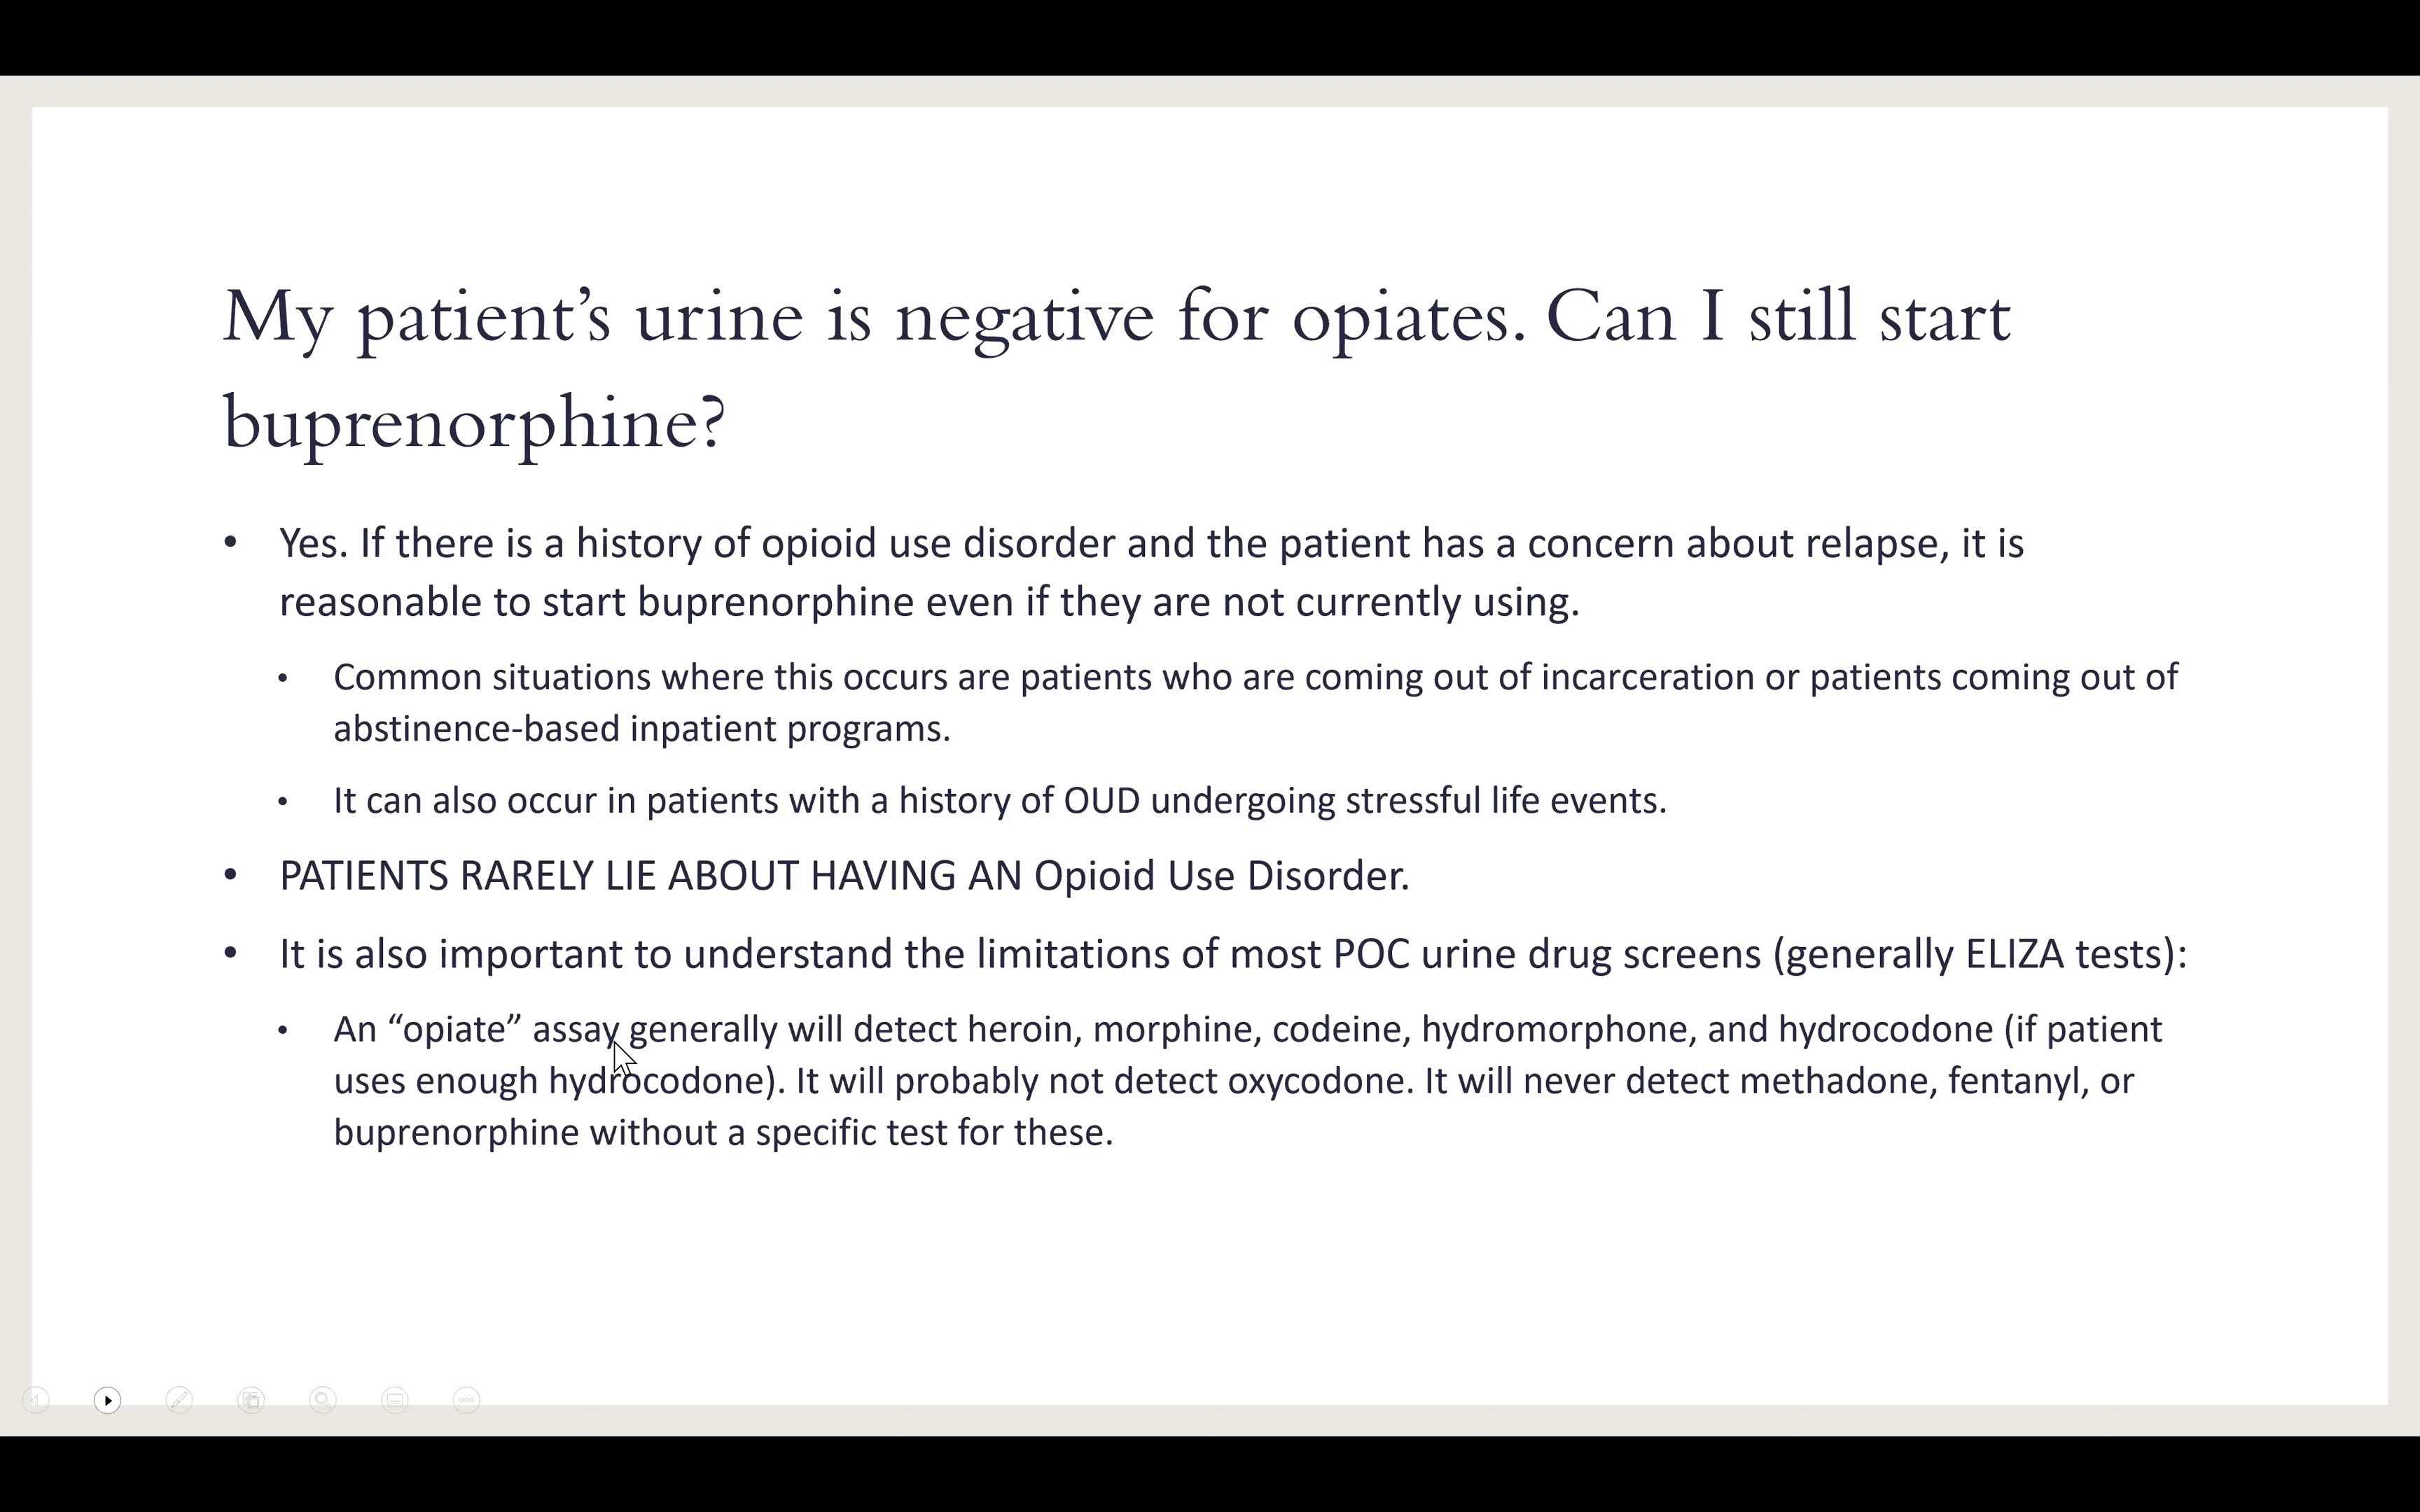 My patient’s urine is negative for opiates. Can I still start
buprenorphine?
• Yes. If there is a history of opioid use disorder and the patient has a concern about relapse, it is
reasonable to start buprenorphine even if they are not currently using.
• Common situations where this occurs are patients who are coming out of incarceration or patients coming out of
abstinence-based inpatient programs.
• It can also occur in patients with a history of OUD undergoing stressful life events.
• PATIENTS RARELY LIE ABOUT HAVING AN Opioid Use Disorder.
• It is also important to understand the limitations of most POC urine drug screens (generally ELIZA tests):
• An “opiate” assay generally will detect heroin, morphine, codeine, hydromorphone, and hydrocodone (if patient
uses enough hydrocodone). It will probably not detect oxycodone. It will never detect methadone, fentanyl, or
buprenorphine without a specific test for these.